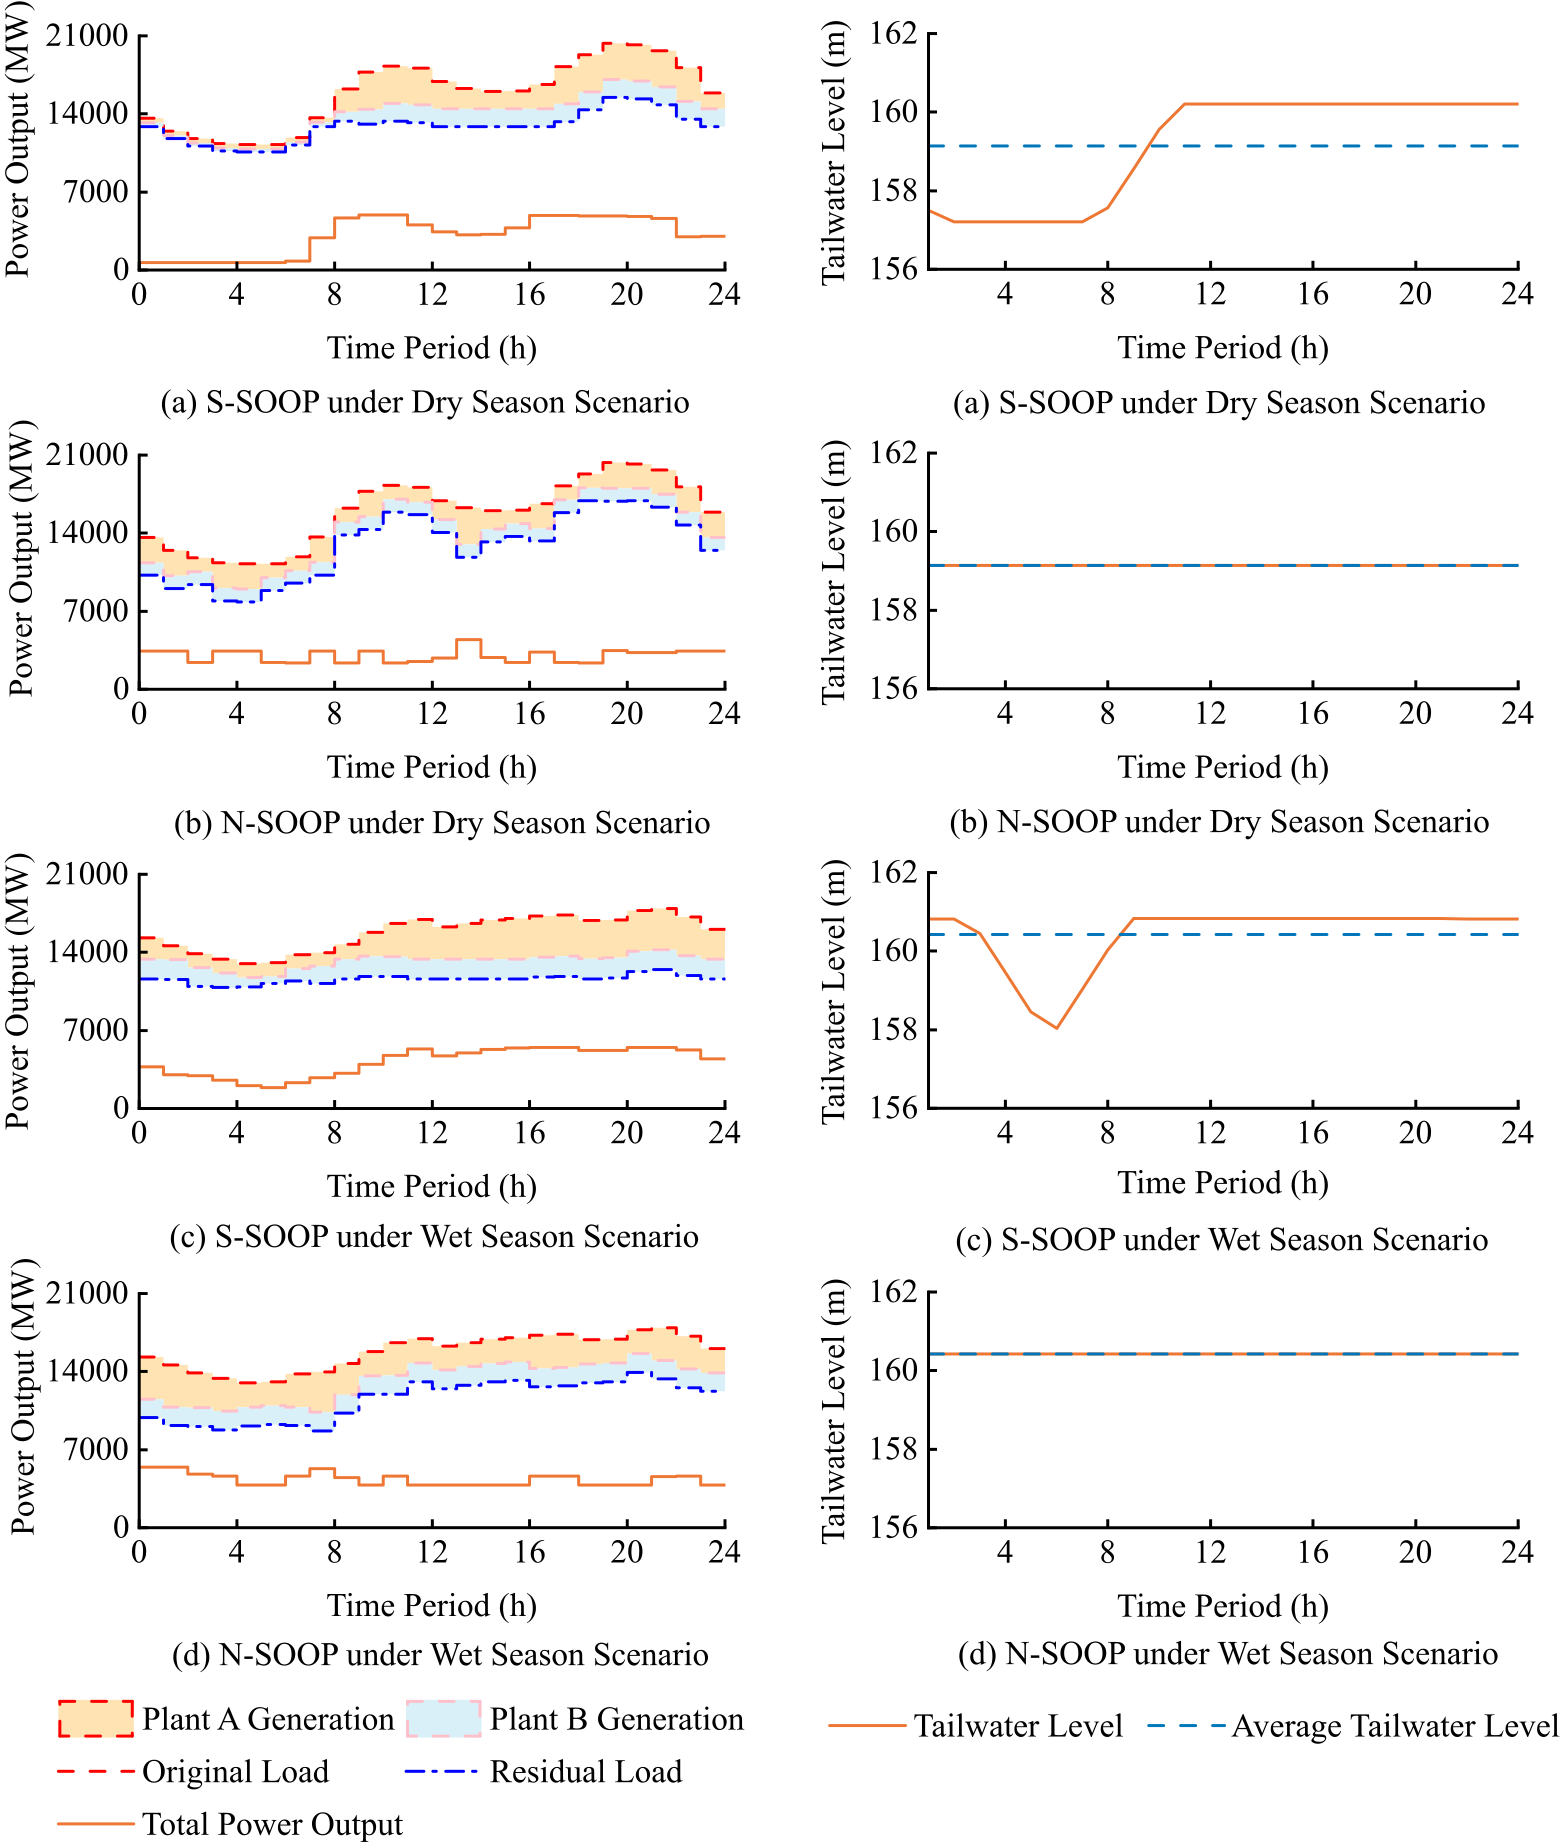 Power Output (MW)
21000
14000
7000
0
0 4 8 12 16 20 24
Time Period (h)
(a) S-SOOP under Dry Season Scenario
Tailwater Level (m)
162
160
158
156
4 8 12 16 20 24
Time Period (h)
(a) S-SOOP under Dry Season Scenario
Power Output (MW)
21000
14000
7000
0
0 4 8 12 16 20 24
Time Period (h)
(b) N-SOOP under Dry Season Scenario
Tailwater Level (m)
162
160
158
156
4 8 12 16 20 24
Time Period (h)
(b) N-SOOP under Dry Season Scenario
Power Output (MW)
21000
14000
7000
0
0 4 8 12 16 20 24
Time Period (h)
(c) S-SOOP under Wet Season Scenario
Tailwater Level (m)
162
160
158
156
4 8 12 16 20 24
Time Period (h)
(c) S-SOOP under Wet Season Scenario
Power Output (MW)
21000
14000
7000
0
0 4 8 12 16 20 24
Time Period (h)
(d) N-SOOP under Wet Season Scenario
Tailwater Level (m)
162
160
158
156
4 8 12 16 20 24
Time Period (h)
(d) N-SOOP under Wet Season Scenario
Plant A Generation Plant B Generation
Original Load Residual Load
Total Power Output
Tailwater Level Average Tailwater Level